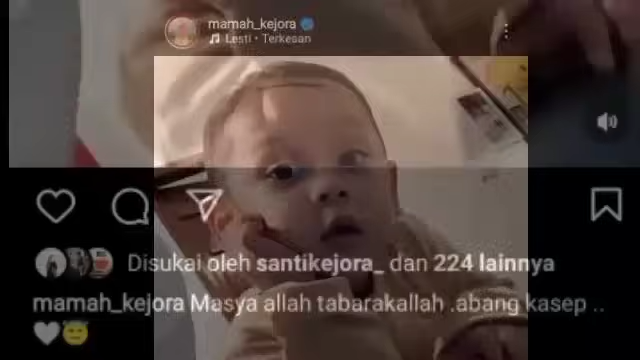 mamah_kejora
Lesti • Terkesan
Disukai oleh santikejora_ dan 224 lainnya
mamah_kejora Masya allah tabarakallah .abang kasep ..
🤍😇